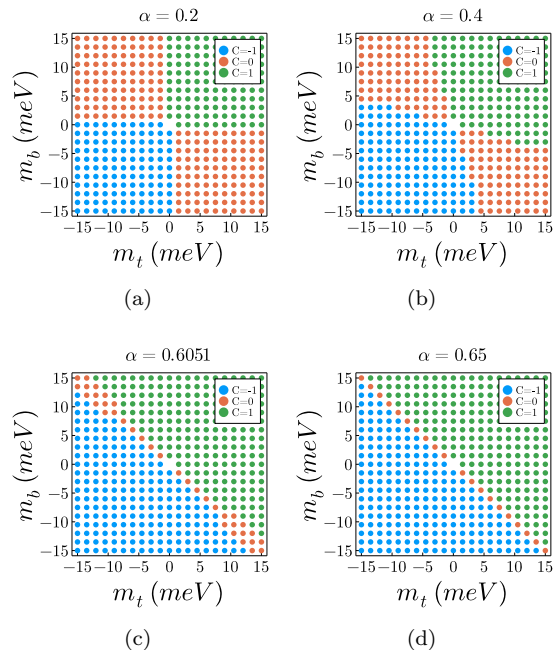 α = 0.2
15
10
5
0
−5
−10
−15
m_b (meV)
C=-1
C=0
C=1
−15 −10 −5 0 5 10 15
m_t (meV)
(a)
α = 0.4
15
10
5
0
−5
−10
−15
m_b (meV)
C=-1
C=0
C=1
−15 −10 −5 0 5 10 15
m_t (meV)
(b)
α = 0.6051
15
10
5
0
−5
−10
−15
m_b (meV)
C=-1
C=0
C=1
−15 −10 −5 0 5 10 15
m_t (meV)
(c)
α = 0.65
15
10
5
0
−5
−10
−15
m_b (meV)
C=-1
C=0
C=1
−15 −10 −5 0 5 10 15
m_t (meV)
(d)